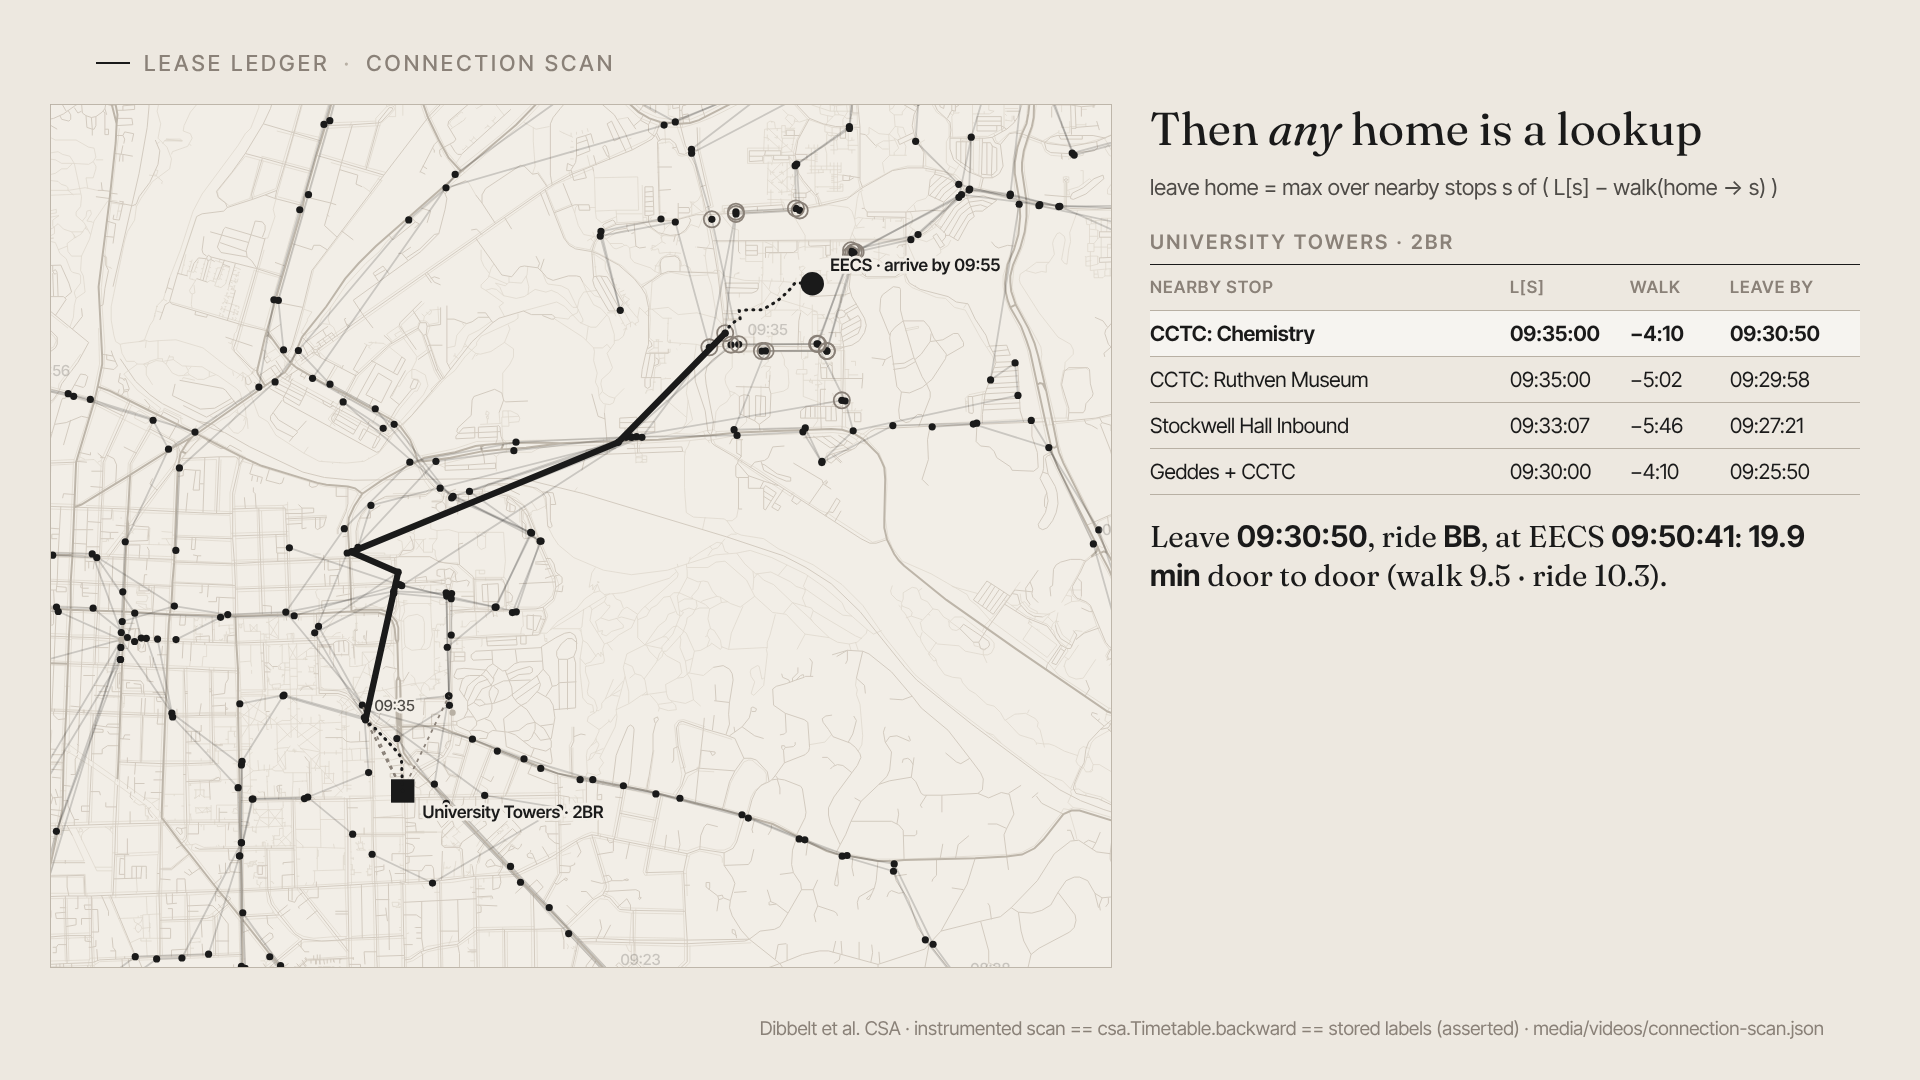 LEASE LEDGER · CONNECTION SCAN
Then any home is a lookup
leave home = max over nearby stops s of ( L[s] − walk(home → s) )
UNIVERSITY TOWERS · 2BR
NEARBY STOP L[S] WALK LEAVE BY
CCTC: Chemistry 09:35:00 −4:10 09:30:50
CCTC: Ruthven Museum 09:35:00 −5:02 09:29:58
Stockwell Hall Inbound 09:33:07 −5:46 09:27:21
Geddes + CCTC 09:30:00 −4:10 09:25:50
Leave 09:30:50, ride BB, at EECS 09:50:41: 19.9
min door to door (walk 9.5 · ride 10.3).
EECS · arrive by 09:55
09:35
56
09:35
University Towers · 2BR
09:23
Dibbelt et al. CSA · instrumented scan == csa.Timetable.backward == stored labels (asserted) · media/videos/connection-scan.json